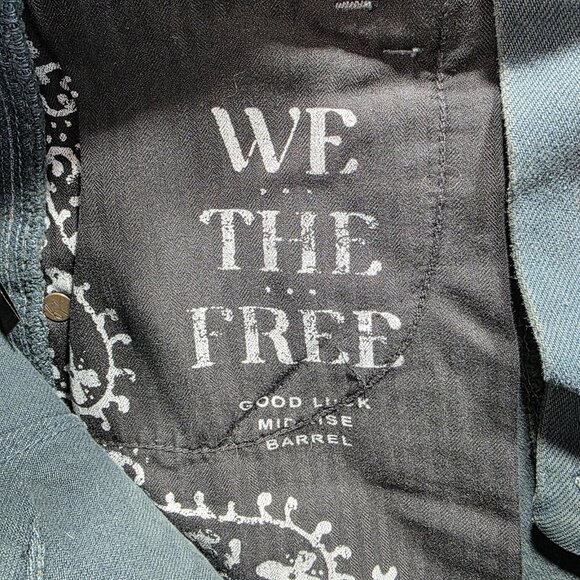 WE
THE
FREE
GOOD LUCK
MID RISE
BARREL